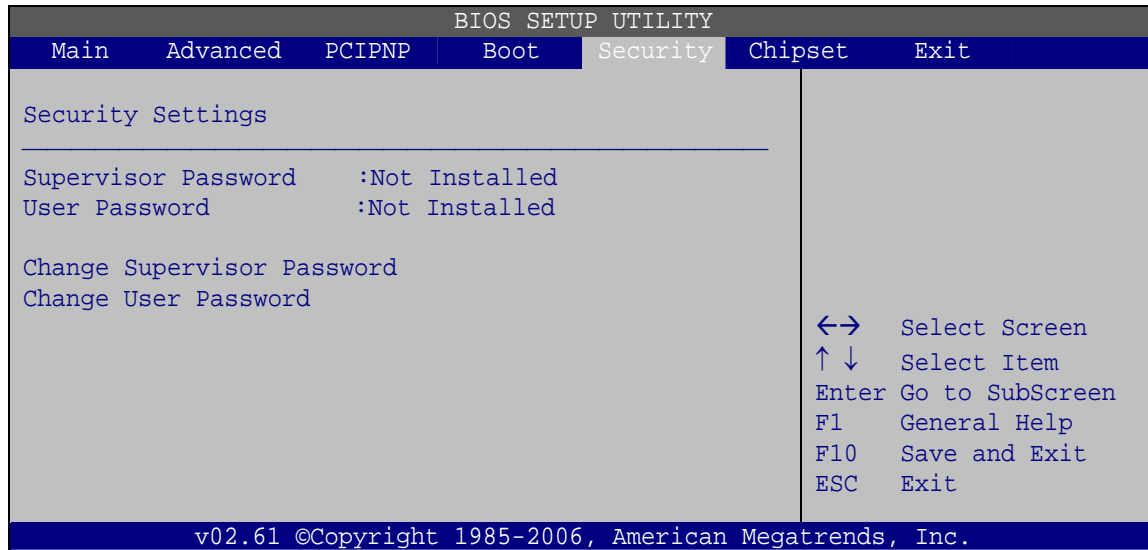 BIOS SETUP UTILITY
Main Advanced PCIPNP Boot Security Chipset Exit
Security Settings
Supervisor Password :Not Installed
User Password :Not Installed
Change Supervisor Password
Change User Password
←→ Select Screen
↑ ↓ Select Item
Enter Go to SubScreen
F1 General Help
F10 Save and Exit
ESC Exit
v02.61 ©Copyright 1985-2006, American Megatrends, Inc.